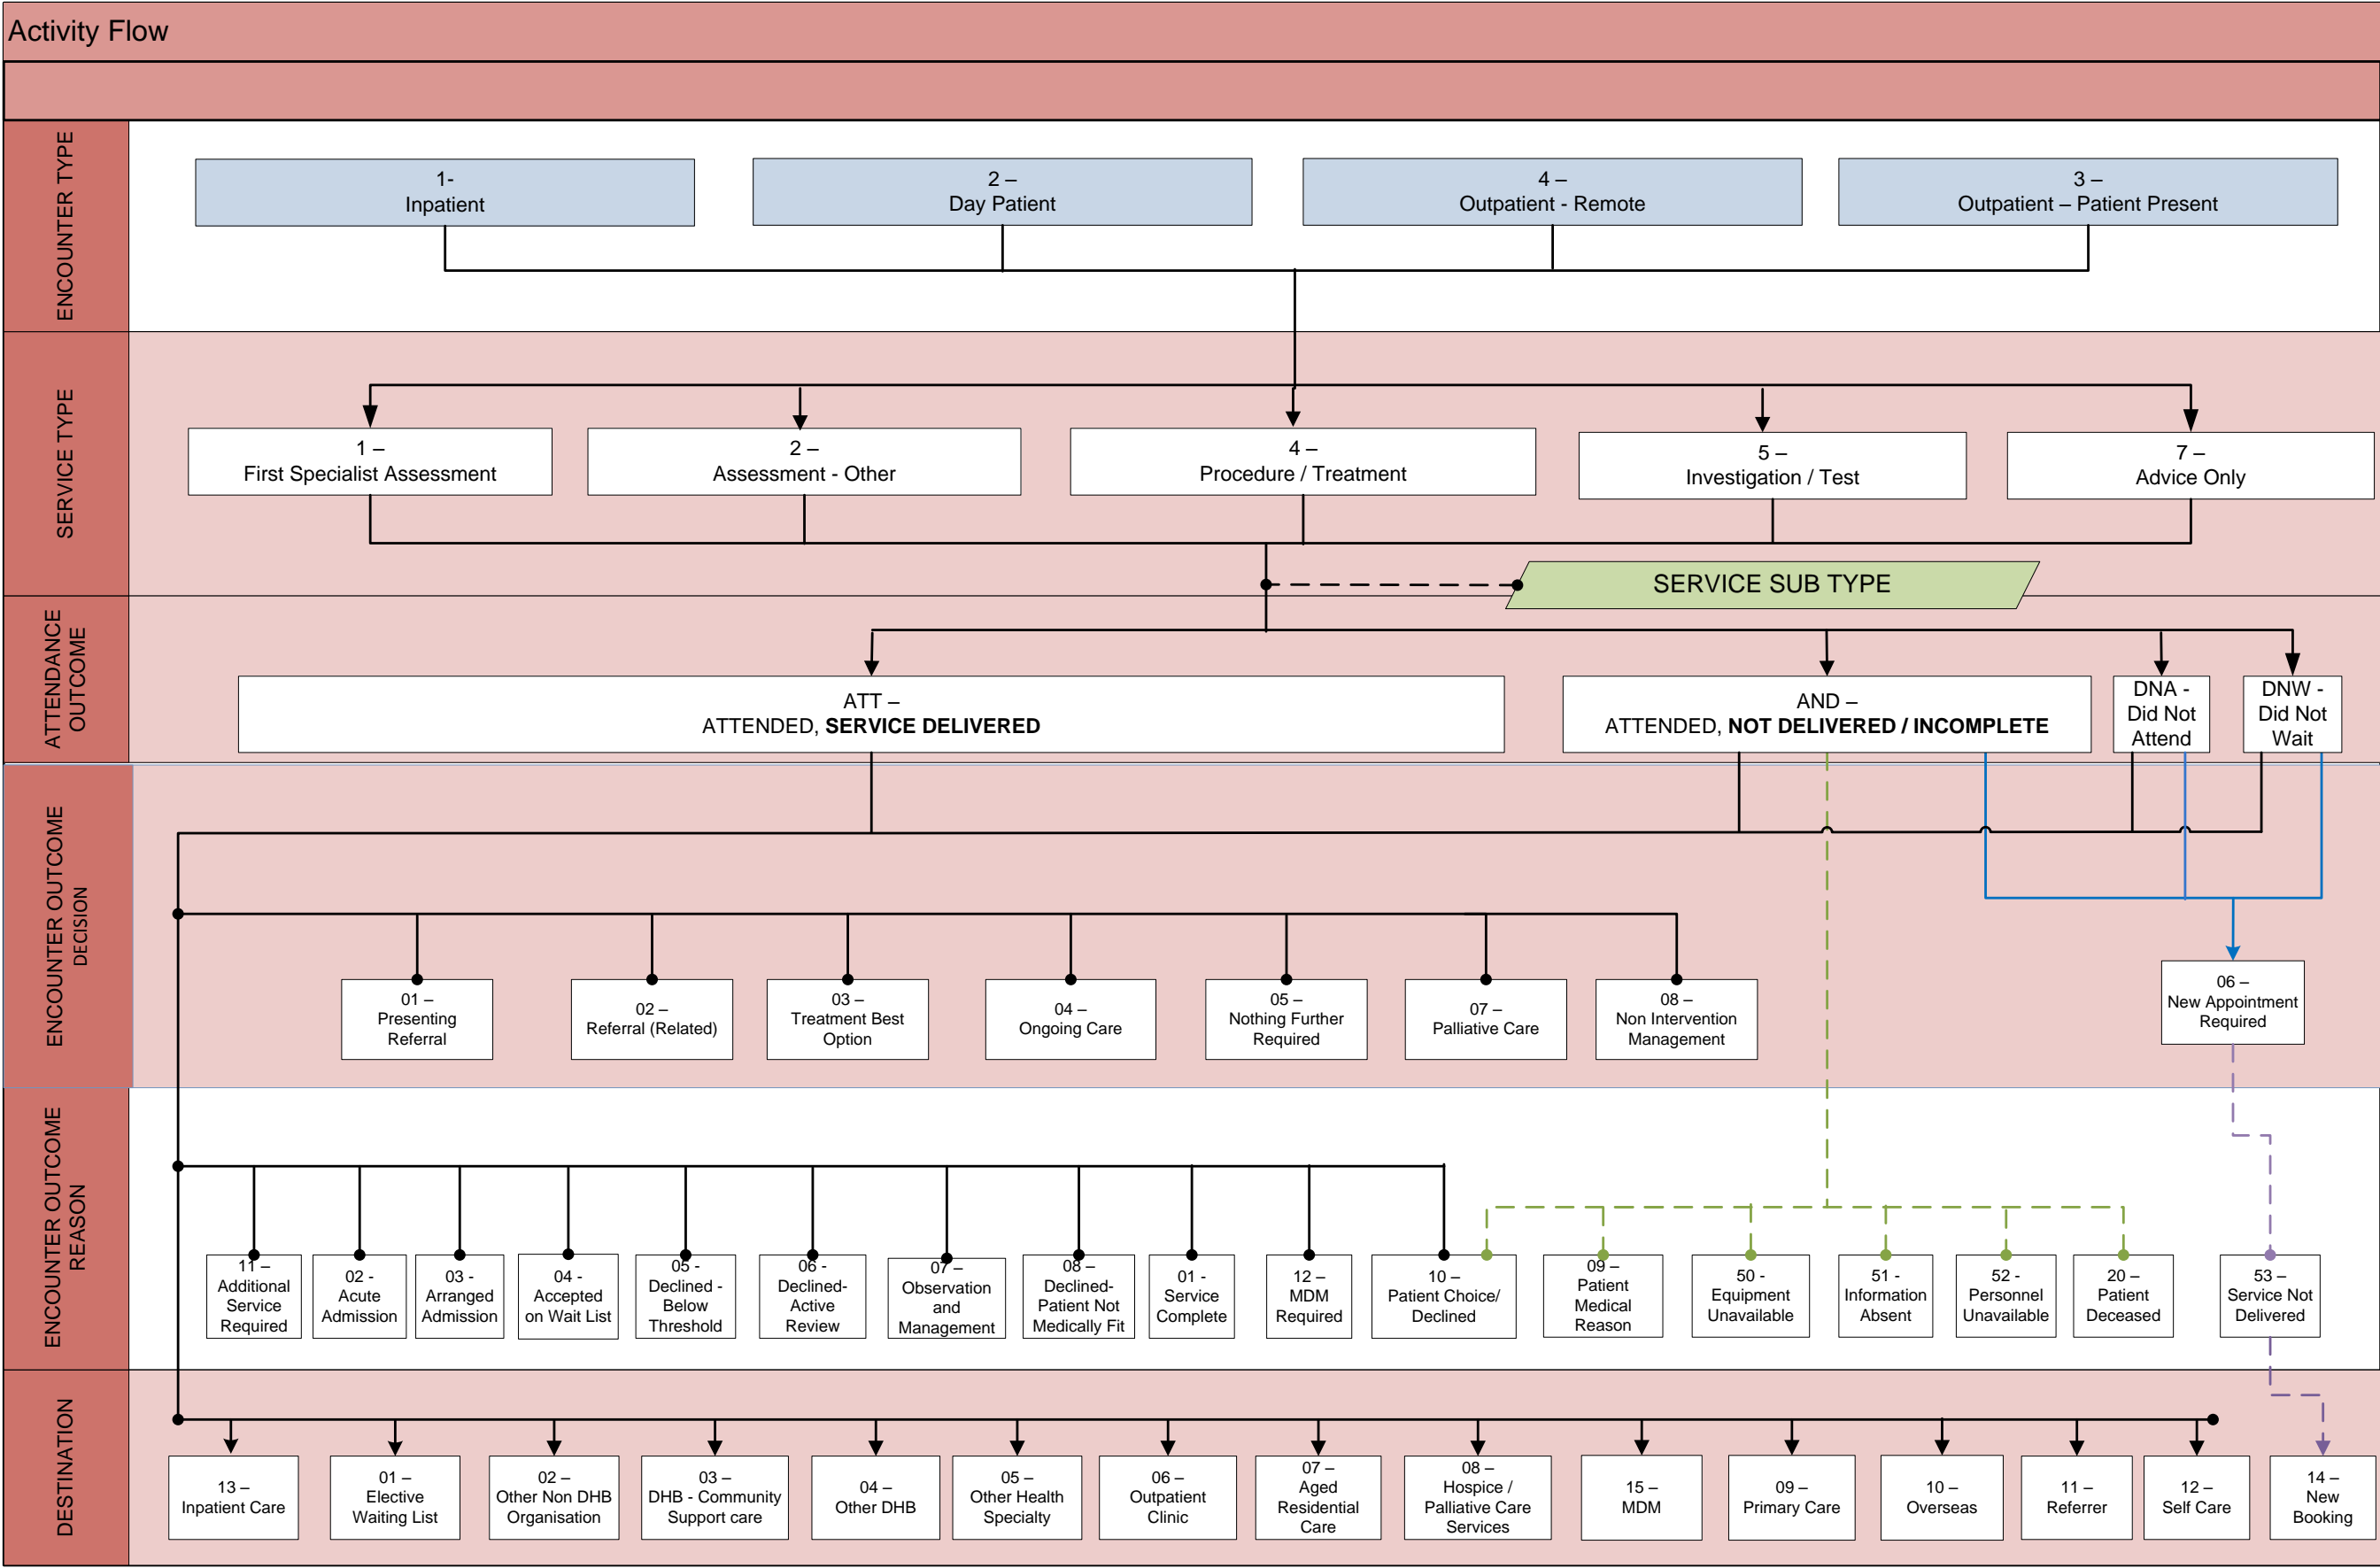 Activity Flow
ENCOUNTER TYPE
1-
Inpatient
2 –
Day Patient
4 –
Outpatient - Remote
3 –
Outpatient – Patient Present
SERVICE TYPE
1 –
First Specialist Assessment
2 –
Assessment - Other
4 –
Procedure / Treatment
5 –
Investigation / Test
7 –
Advice Only
SERVICE SUB TYPE
ATTENDANCE
OUTCOME
ATT –
ATTENDED, SERVICE DELIVERED
AND –
ATTENDED, NOT DELIVERED / INCOMPLETE
DNA -
Did Not
Attend
DNW -
Did Not
Wait
ENCOUNTER OUTCOME
DECISION
01 –
Presenting
Referral
02 –
Referral (Related)
03 –
Treatment Best
Option
04 –
Ongoing Care
05 –
Nothing Further
Required
07 –
Palliative Care
08 –
Non Intervention
Management
06 –
New Appointment
Required
ENCOUNTER OUTCOME
REASON
11 –
Additional
Service
Required
02 -
Acute
Admission
03 -
Arranged
Admission
04 -
Accepted
on Wait List
05 -
Declined -
Below
Threshold
06 -
Declined-
Active
Review
07 –
Observation
and
Management
08 –
Declined-
Patient Not
Medically Fit
01 -
Service
Complete
12 –
MDM
Required
10 –
Patient Choice/
Declined
09 –
Patient
Medical
Reason
50 -
Equipment
Unavailable
51 -
Information
Absent
52 -
Personnel
Unavailable
20 –
Patient
Deceased
53 –
Service Not
Delivered
DESTINATION
13 –
Inpatient Care
01 –
Elective
Waiting List
02 –
Other Non DHB
Organisation
03 –
DHB - Community
Support care
04 –
Other DHB
05 –
Other Health
Specialty
06 –
Outpatient
Clinic
07 –
Aged
Residential
Care
08 –
Hospice /
Palliative Care
Services
15 –
MDM
09 –
Primary Care
10 –
Overseas
11 –
Referrer
12 –
Self Care
14 –
New
Booking